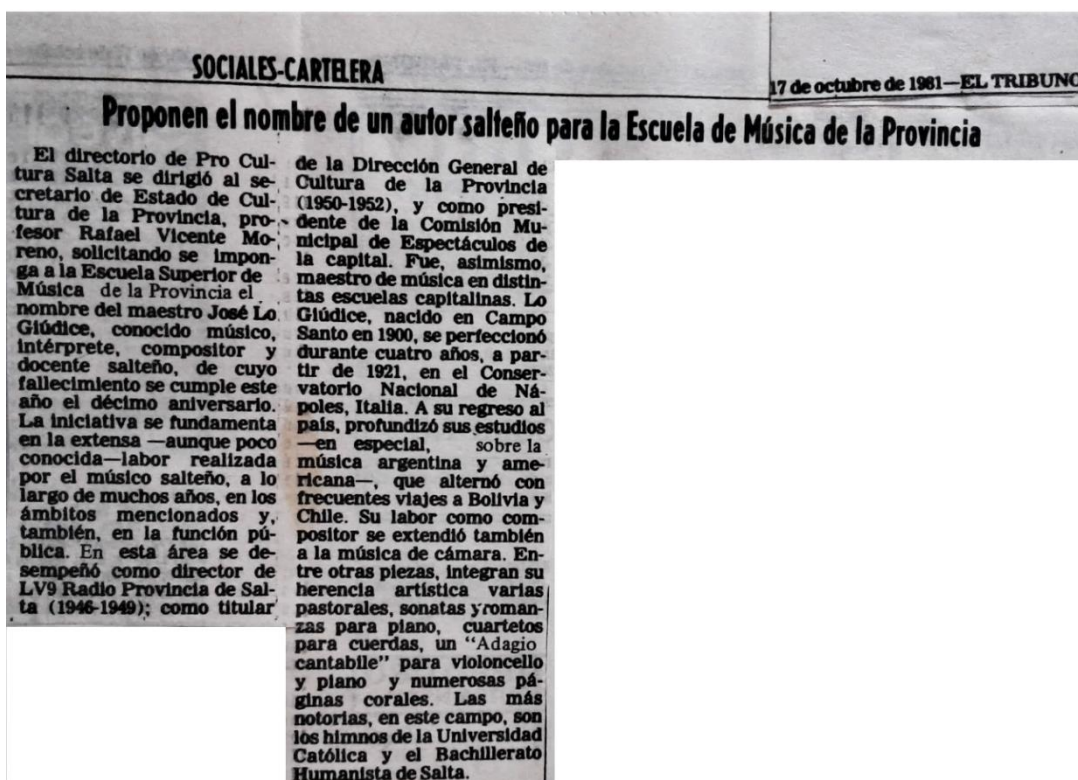 SOCIALES-CARTELERA
17 de octubre de 1981—EL TRIBUNO
Proponen el nombre de un autor salteño para la Escuela de Música de la Provincia
El directorio de Pro Cul-
tura Salta se dirigió al se-
cretario de Estado de Cul-
tura de la Provincia, pro-
fesor Rafael Vicente Mo-
reno, solicitando se impon-
ga a la Escuela Superior de
Música de la Provincia el
nombre del maestro José Lo
Giúdice, conocido músico,
intérprete, compositor y
docente salteño, de cuyo
fallecimiento se cumple este
año el décimo aniversario.
La iniciativa se fundamenta
en la extensa —aunque poco
conocida—labor realizada
por el músico salteño, a lo
largo de muchos años, en los
ámbitos mencionados y,
también, en la función pú-
blica. En esta área se de-
sempeñó como director de
LV9 Radio Provincia de Sal-
ta (1946-1949); como titular
de la Dirección General de
Cultura de la Provincia
(1950-1952), y como presi-
dente de la Comisión Mu-
nicipal de Espectáculos de
la capital. Fue, asimismo,
maestro de música en distin-
tas escuelas capitalinas. Lo
Giúdice, nacido en Campo
Santo en 1900, se perfeccionó
durante cuatro años, a par-
tir de 1921, en el Conser-
vatorio Nacional de Ná-
poles, Italia. A su regreso al
país, profundizó sus estudios
—en especial, sobre la
música argentina y ame-
ricana—, que alternó con
frecuentes viajes a Bolivia y
Chile. Su labor como com-
positor se extendió también
a la música de cámara. En-
tre otras piezas, integran su
herencia artística varias
pastorales, sonatas yroman-
zas para piano, cuartetos
para cuerdas, un "Adagio
cantabile" para violoncello
y piano y numerosas pá-
ginas corales. Las más
notorias, en este campo, son
los himnos de la Universidad
Católica y el Bachillerato
Humanista de Salta.